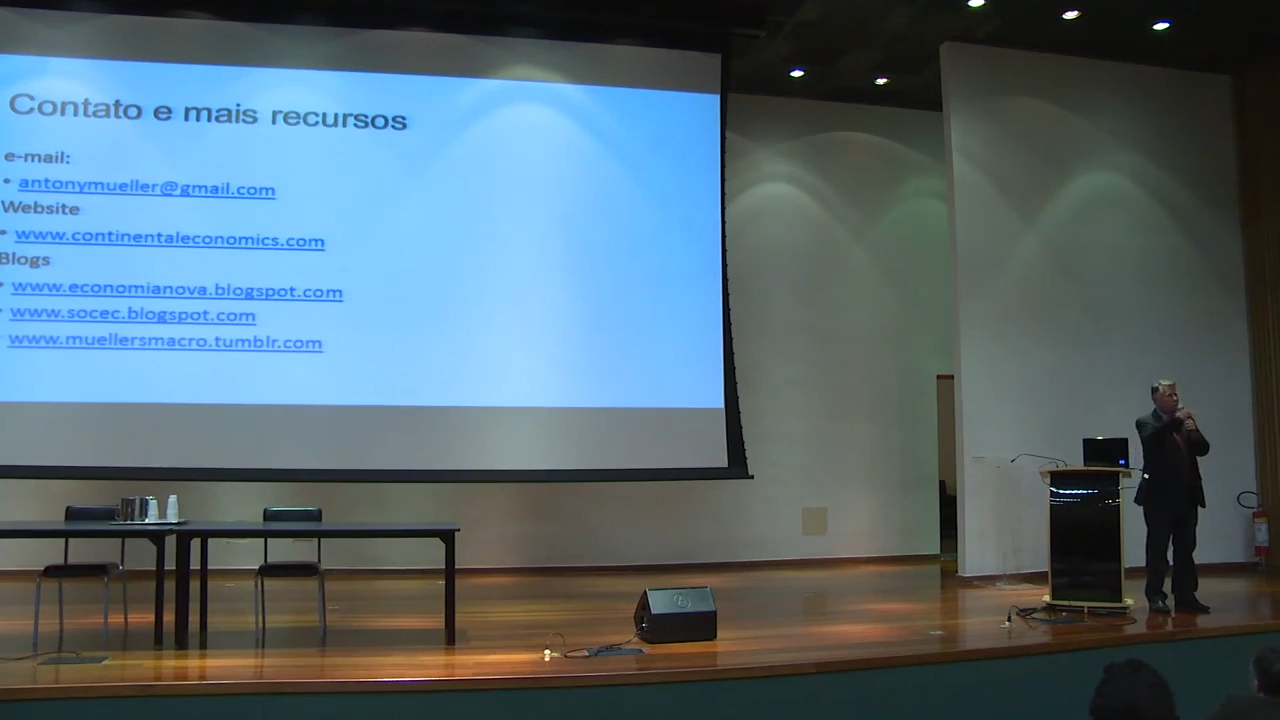 Contato e mais recursos
e-mail:
• antonymueller@gmail.com
Website
• www.continentaleconomics.com
Blogs
• www.economianova.blogspot.com
• www.socec.blogspot.com
www.muellersmacro.tumblr.com